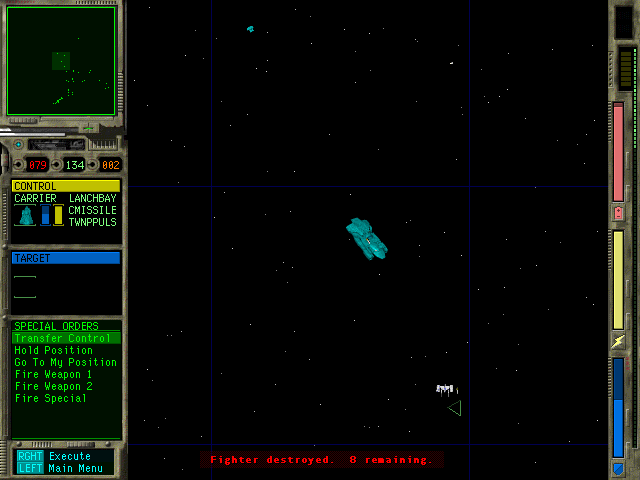 079 134 002
CONTROL
CARRIER LANCHBAY
CMISSILE
TWNPPULS
TARGET
SPECIAL ORDERS
Transfer Control
Hold Position
Go To My Position
Fire Weapon 1
Fire Weapon 2
Fire Special
RGHT Execute
LEFT Main Menu
Fighter destroyed. 8 remaining.